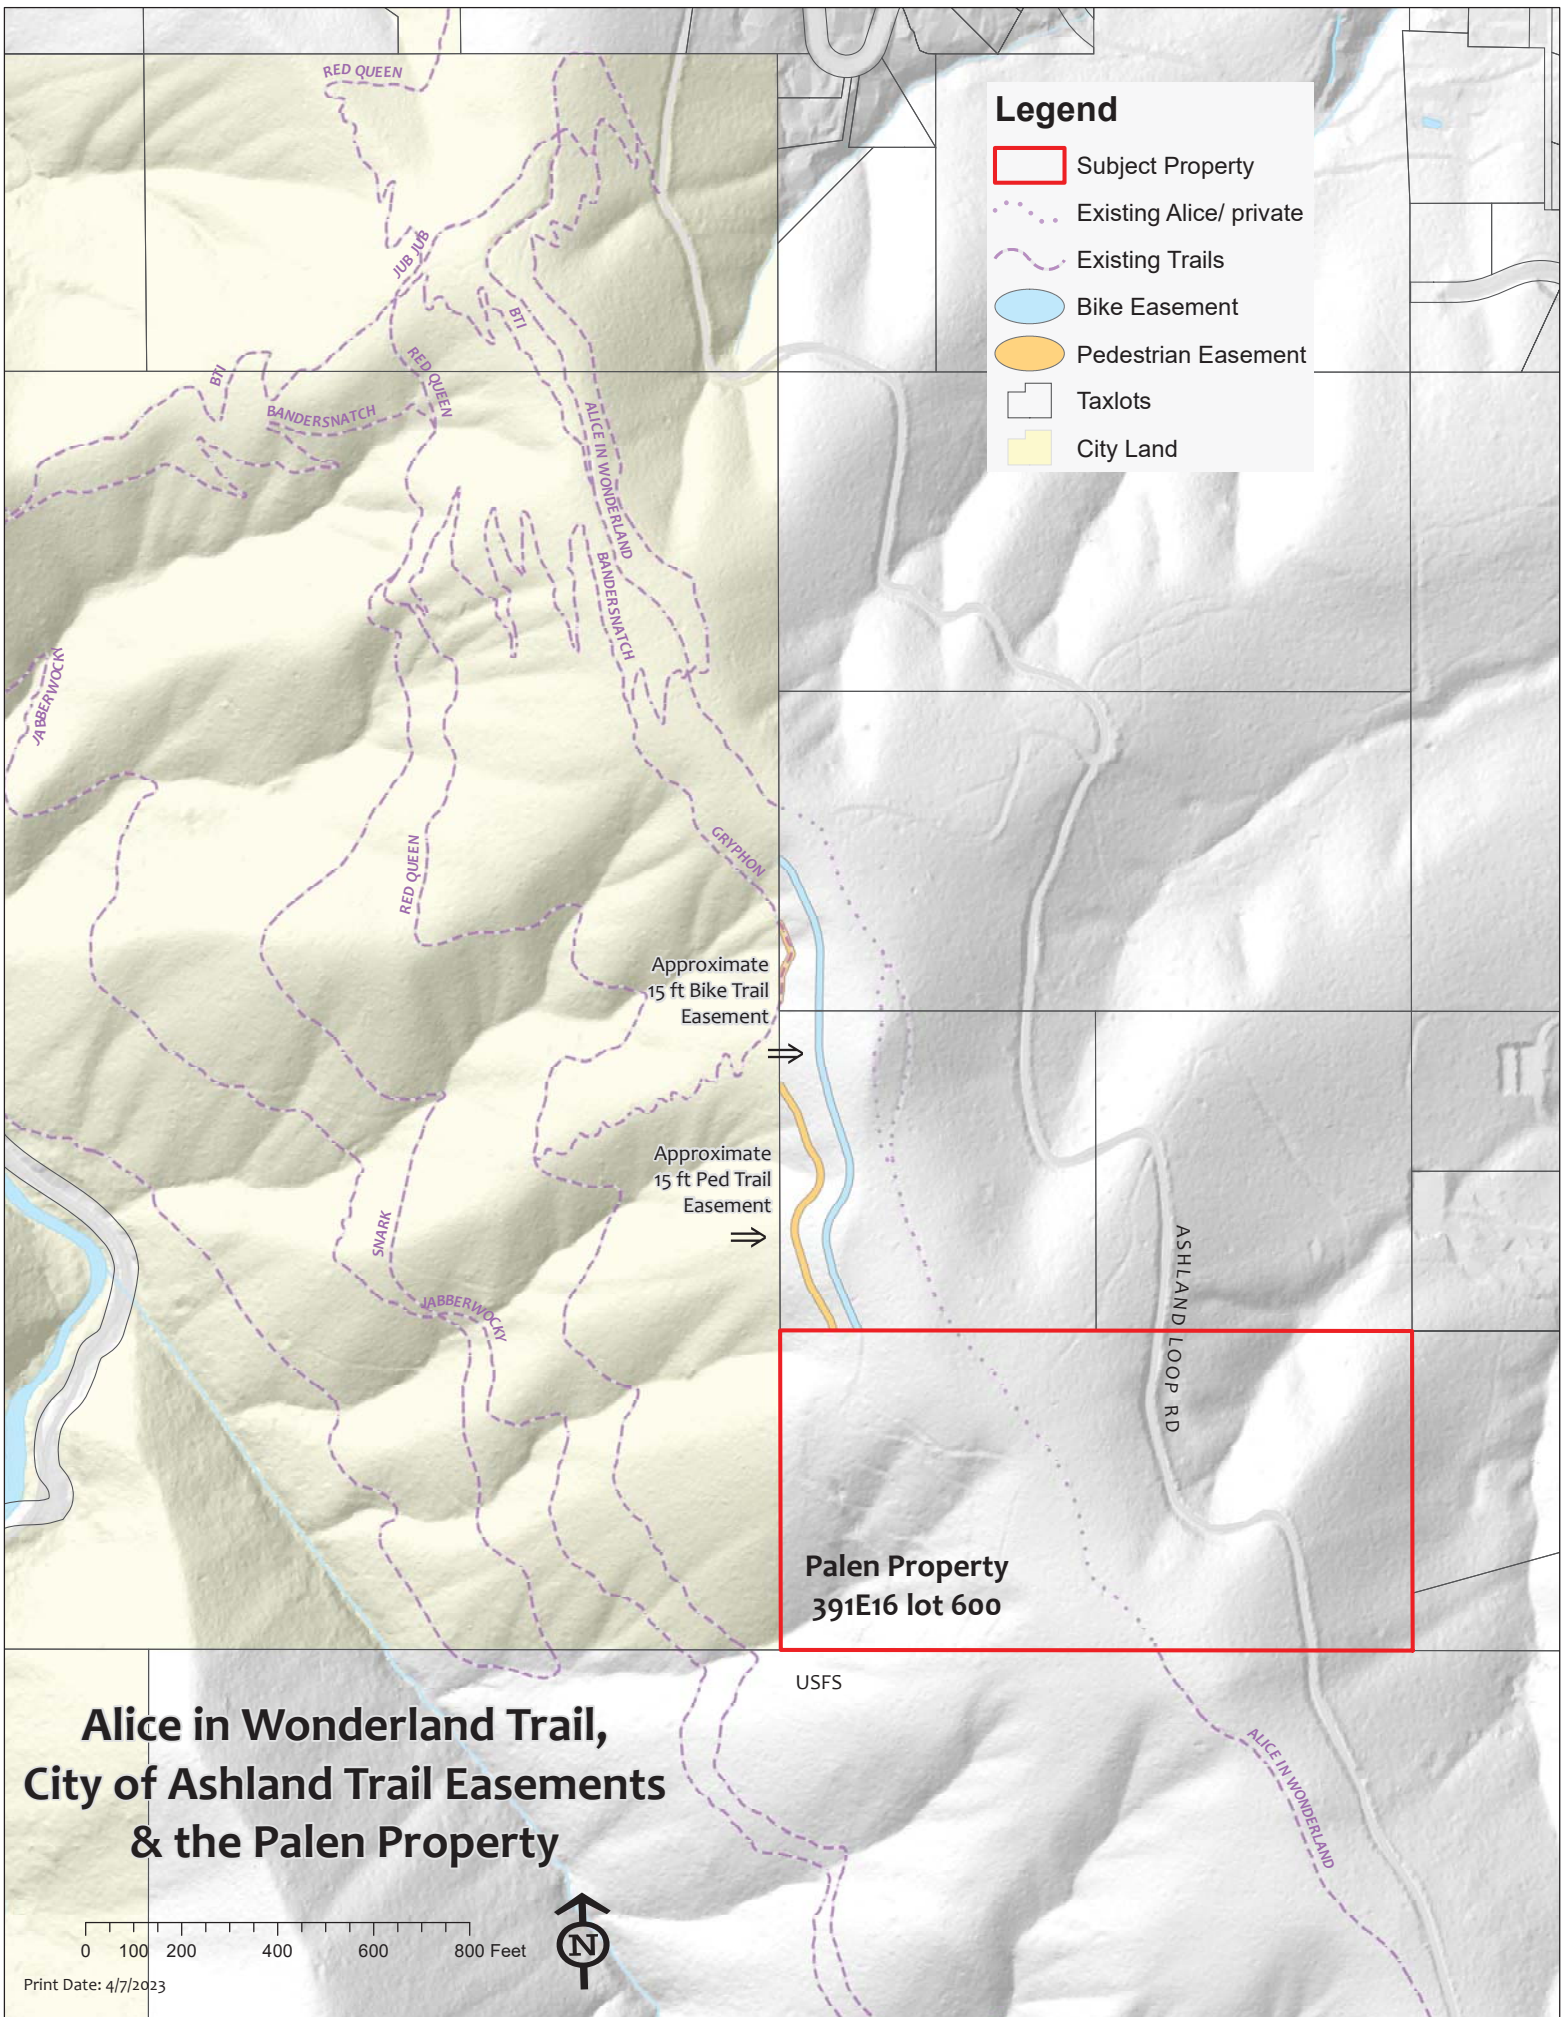 RED QUEEN
JUB JUB
BTI
BTI
RED QUEEN
BANDERSNATCH
ALICE IN WONDERLAND
BANDERSNATCH
JABBERWOCKY
GRYPHON
RED QUEEN
SNARK
JABBERWOCKY
Legend
Subject Property
Existing Alice/ private
Existing Trails
Bike Easement
Pedestrian Easement
Taxlots
City Land
Approximate
15 ft Bike Trail
Easement
⇒
Approximate
15 ft Ped Trail
Easement
⇒
ASHLAND LOOP RD
Palen Property
391E16 lot 600
USFS
ALICE IN WONDERLAND
Alice in Wonderland Trail,
City of Ashland Trail Easements
& the Palen Property
0 100 200 400 600 800 Feet
N
Print Date: 4/7/2023